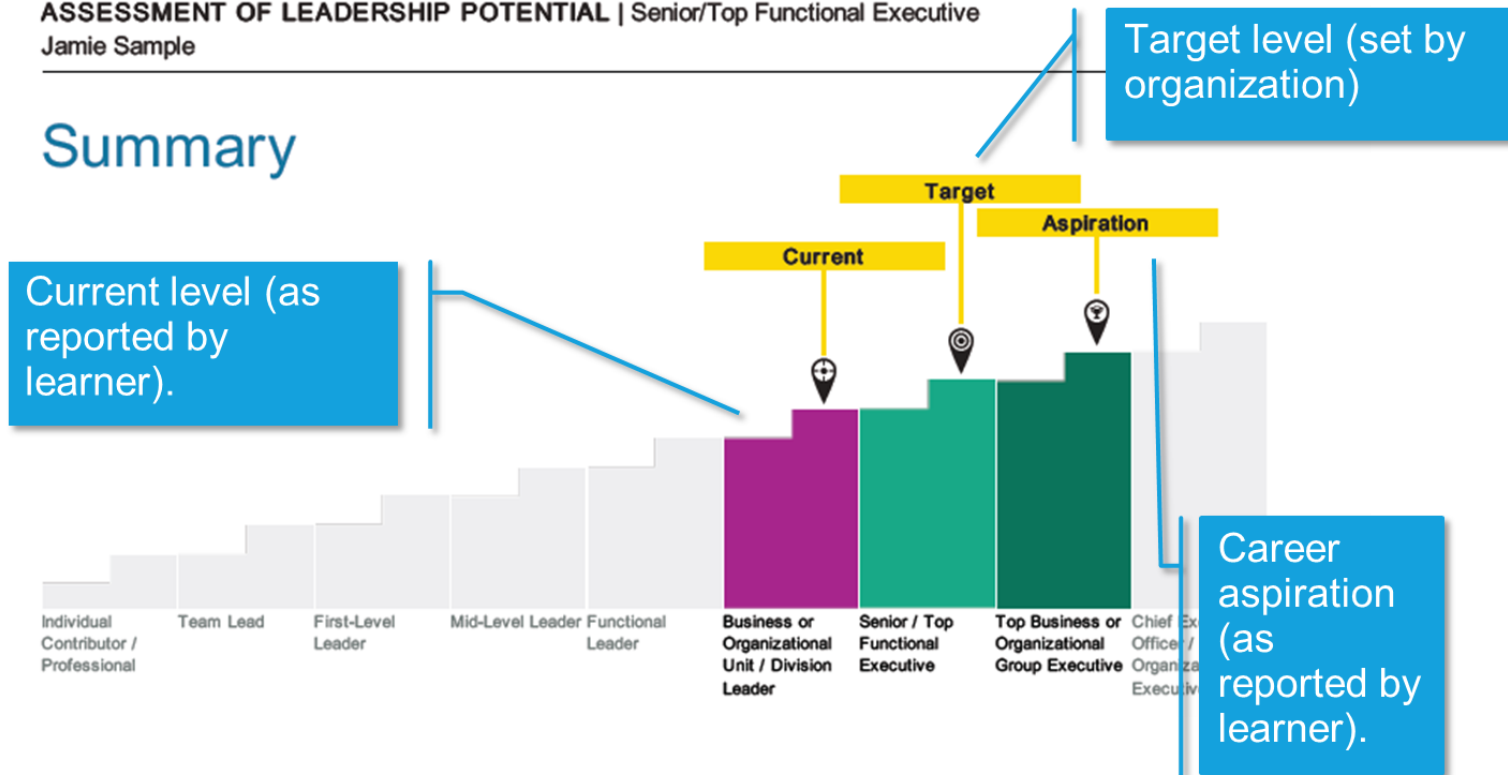 ASSESSMENT OF LEADERSHIP POTENTIAL | Senior/Top Functional Executive
Jamie Sample
Target level (set by
organization)
Summary
Target
Aspiration
Current
Current level (as
reported by
learner).
Individual
Contributor /
Professional
Team Lead
First-Level
Leader
Mid-Level Leader
Functional
Leader
Business or
Organizational
Unit / Division
Leader
Senior / Top
Functional
Executive
Top Business or
Organizational
Group Executive
Chief
Officer /
Career
aspiration
(as
reported by
learner).